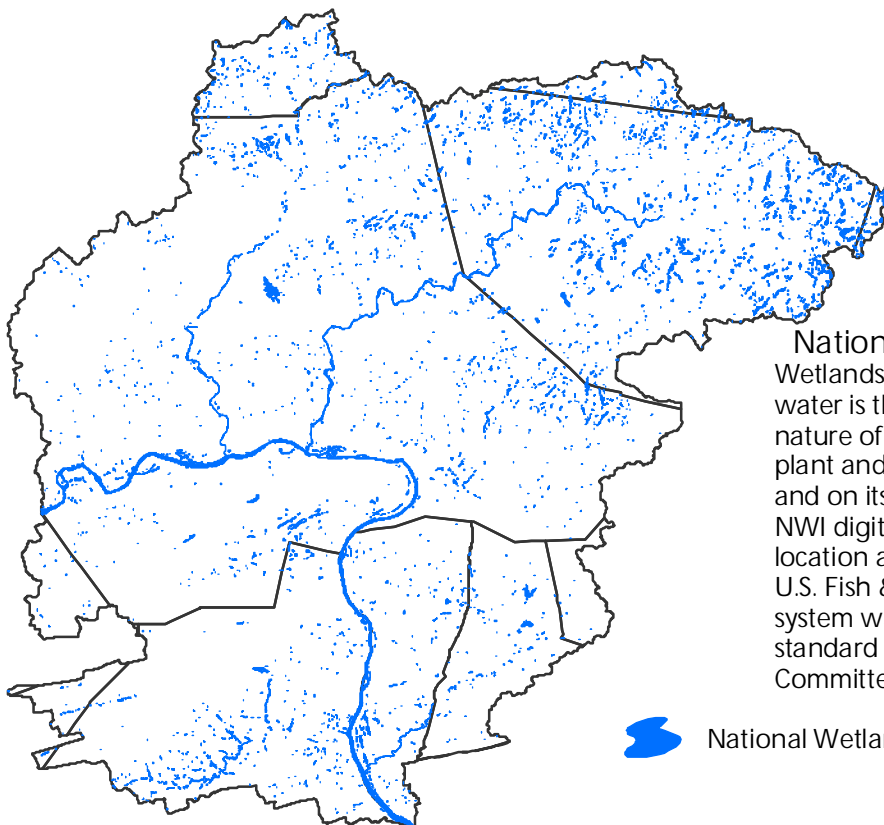 Nation
Wetlands
water is th
nature of
plant and
and on its
NWI digit
location a
U.S. Fish &
system w
standard
Committe
National Wetlan